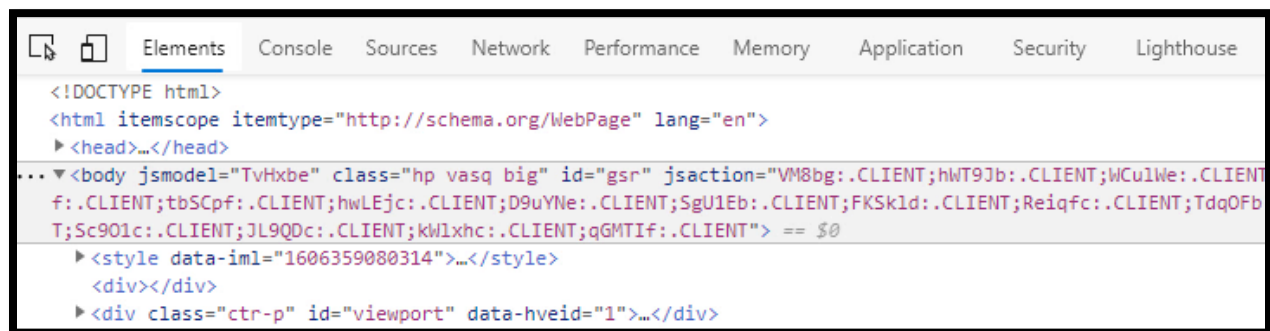 Elements Console Sources Network Performance Memory Application Security Lighthouse
<!DOCTYPE html>
<html itemscope itemtype="http://schema.org/WebPage" lang="en">
<head>…</head>
<body jsmodel="TvHxbe" class="hp vasq big" id="gsr" jsaction="VM8bg:.CLIENT;hWT9Jb:.CLIENT;WCulWe:.CLIENT
f:.CLIENT;tbSCpf:.CLIENT;hwLEjc:.CLIENT;D9uYNe:.CLIENT;SgU1Eb:.CLIENT;FKSkld:.CLIENT;Reiqfc:.CLIENT;TdqOFb
T;Sc9O1c:.CLIENT;JL9QDc:.CLIENT;kWlxhc:.CLIENT;qGMTIf:.CLIENT"> == $0
<style data-iml="1606359080314">…</style>
<div></div>
<div class="ctr-p" id="viewport" data-hveid="1">…</div>